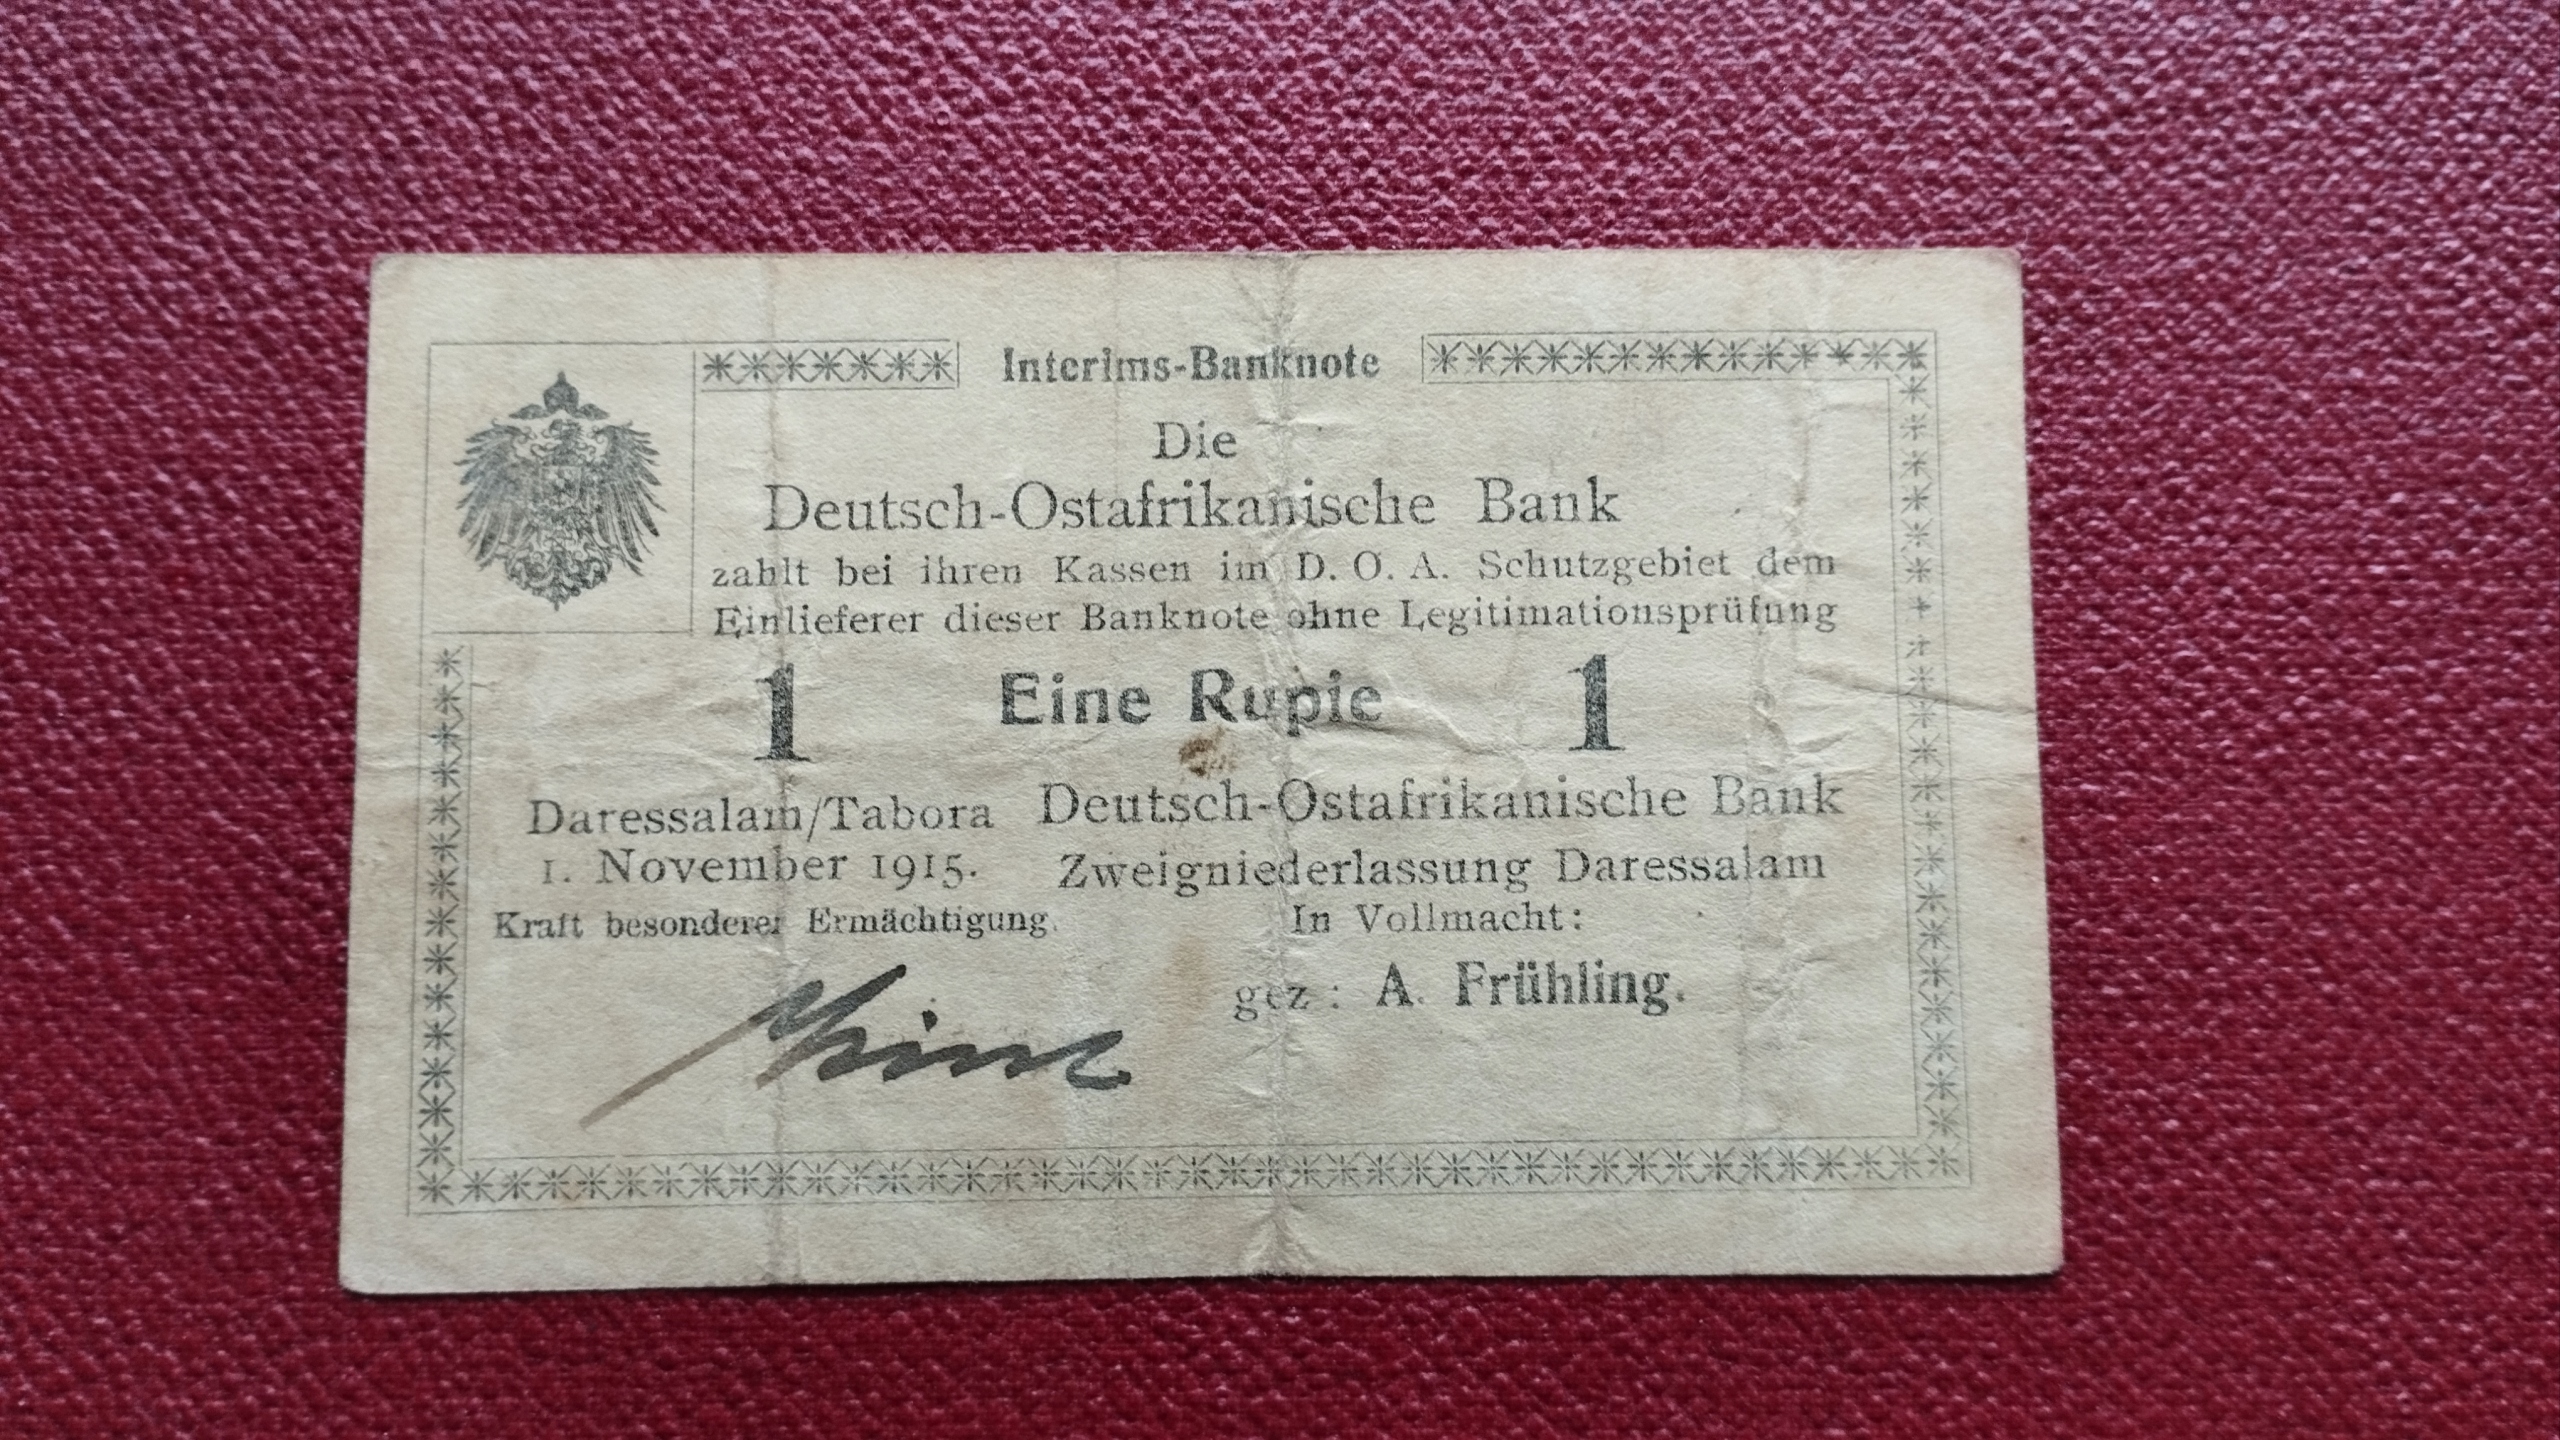 Interims-Banknote
Die
Deutsch-Ostafrikanische Bank
zahlt bei ihren Kassen im D. O. A. Schutzgebiet dem
Einlieferer dieser Banknote ohne Legitimationsprüfung
1 Eine Rupie 1
Daressalam/Tabora
1. November 1915.
Kraft besonderer Ermächtigung.
Deutsch-Ostafrikanische Bank
Zweigniederlassung Daressalam
In Vollmacht:
gez: A. Frühling.